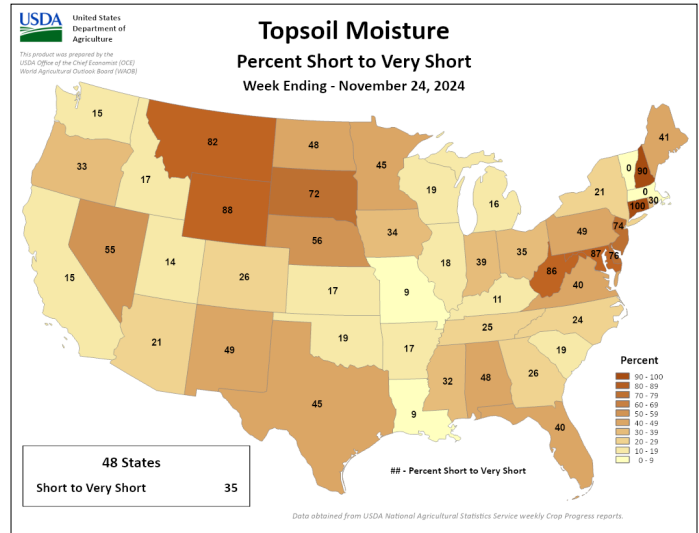 USDA
United States
Department of
Agriculture
This product was prepared by the
USDA Office of the Chief Economist (OCE)
World Agricultural Outlook Board (WAOB)
Topsoil Moisture
Percent Short to Very Short
Week Ending - November 24, 2024
15
82
48
45
41
33
17
88
72
19
16
21
0
90
0
30
100
55
56
34
49
74
15
14
26
18
39
35
86
87
76
17
9
11
40
21
49
19
17
25
24
19
45
32
48
26
9
40
Percent
90 - 100
80 - 89
70 - 79
60 - 69
50 - 59
40 - 49
30 - 39
20 - 29
10 - 19
0 - 9
48 States
Short to Very Short 35
## - Percent Short to Very Short
Data obtained from USDA National Agricultural Statistics Service weekly Crop Progress reports.